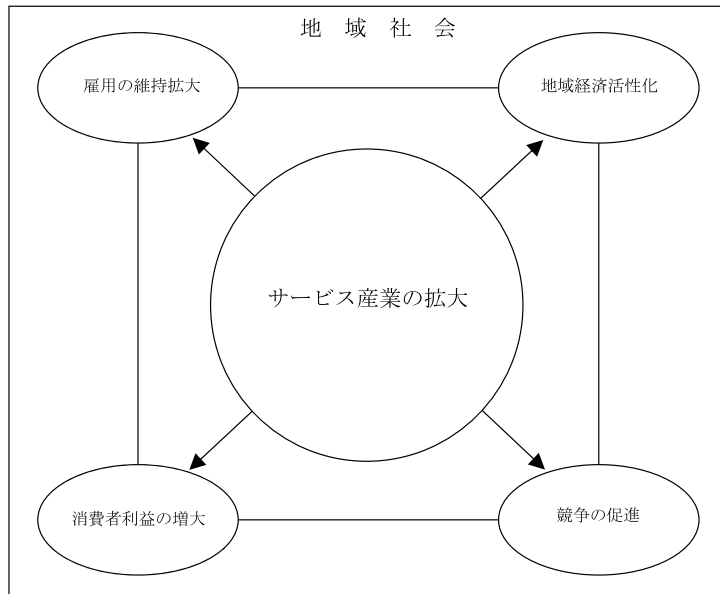 地域社会
雇用の維持拡大
地域経済活性化
サービス産業の拡大
消費者利益の増大
競争の促進